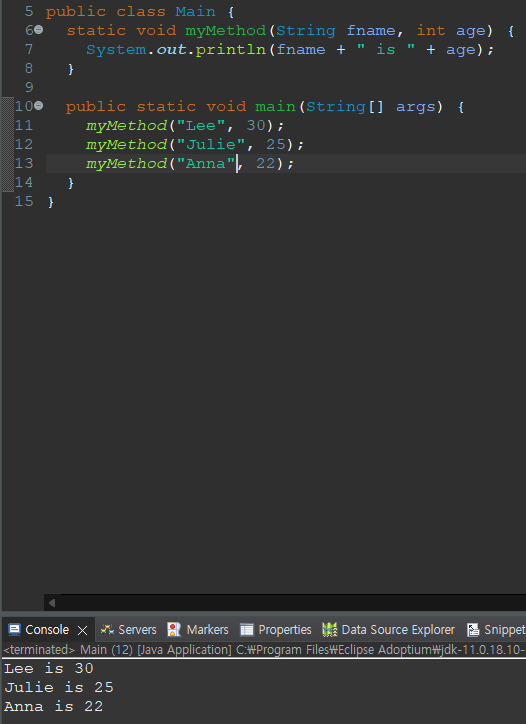 5 public class Main {
6 static void myMethod(String fname, int age) {
7 System.out.println(fname + " is " + age);
8 }
9
10 public static void main(String[] args) {
11 myMethod("Lee", 30);
12 myMethod("Julie", 25);
13 myMethod("Anna", 22);
14 }
15 }
Console Servers Markers Properties Data Source Explorer Snippet
<terminated> Main (12) [Java Application] C:₩Program Files₩Eclipse Adoptium₩jdk-11.0.18.10-
Lee is 30
Julie is 25
Anna is 22